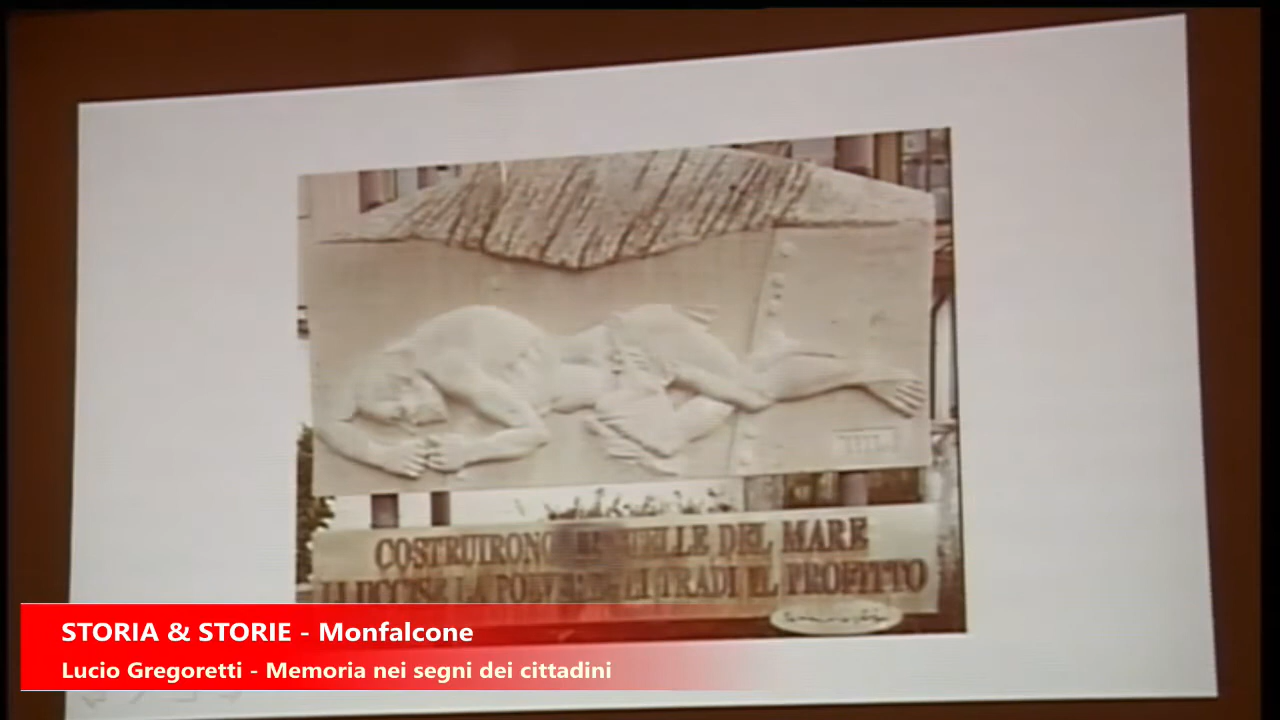 COSTRUIRONO LE STELLE DEL MARE
LI UCCISE LA POLVERE LI TRADÌ IL PROFITTO
STORIA & STORIE - Monfalcone
Lucio Gregoretti - Memoria nei segni dei cittadini